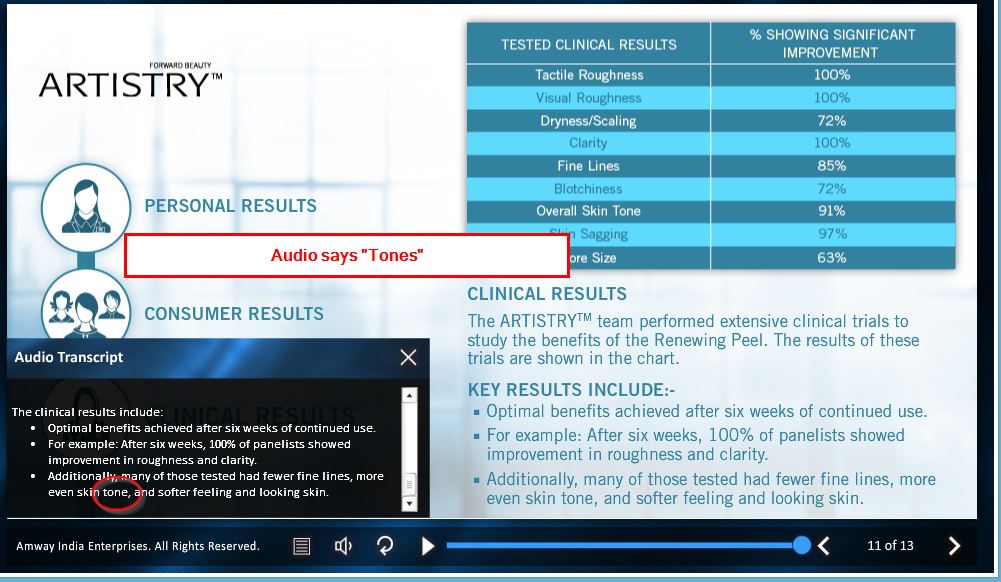 FORWARD BEAUTY
ARTISTRY™
PERSONAL RESULTS
CONSUMER RESULTS
TESTED CLINICAL RESULTS % SHOWING SIGNIFICANT IMPROVEMENT
Tactile Roughness 100%
Visual Roughness 100%
Dryness/Scaling 72%
Clarity 100%
Fine Lines 85%
Blotchiness 72%
Overall Skin Tone 91%
Skin Sagging 97%
ore Size 63%
Audio says "Tones"
CLINICAL RESULTS
The ARTISTRY™ team performed extensive clinical trials to
study the benefits of the Renewing Peel. The results of these
trials are shown in the chart.
KEY RESULTS INCLUDE:-
▪ Optimal benefits achieved after six weeks of continued use.
▪ For example: After six weeks, 100% of panelists showed
improvement in roughness and clarity.
▪ Additionally, many of those tested had fewer fine lines, more
even skin tone, and softer feeling and looking skin.
Audio Transcript
The clinical results include:
• Optimal benefits achieved after six weeks of continued use.
• For example: After six weeks, 100% of panelists showed
improvement in roughness and clarity.
• Additionally, many of those tested had fewer fine lines, more
even skin tone, and softer feeling and looking skin.
Amway India Enterprises. All Rights Reserved.
11 of 13